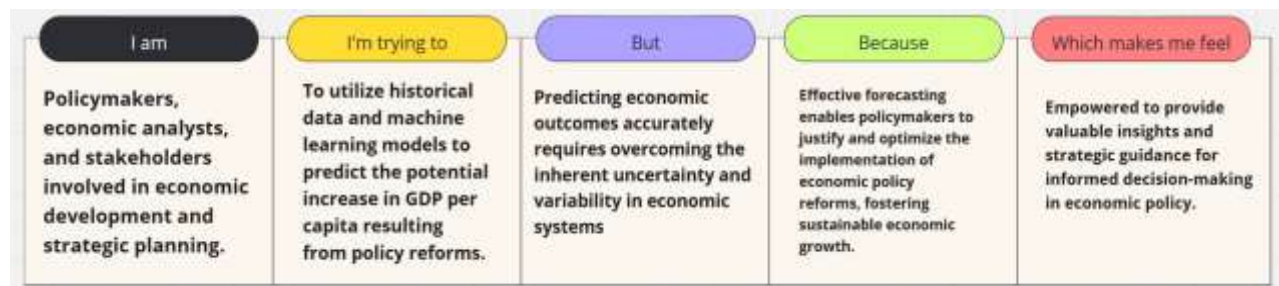 I am
Policymakers,
economic analysts,
and stakeholders
involved in economic
development and
strategic planning.
I'm trying to
To utilize historical
data and machine
learning models to
predict the potential
increase in GDP per
capita resulting
from policy reforms.
But
Predicting economic
outcomes accurately
requires overcoming the
inherent uncertainty and
variability in economic
systems
Because
Effective forecasting
enables policymakers to
justify and optimize the
implementation of
economic policy
reforms, fostering
sustainable economic
growth.
Which makes me feel
Empowered to provide
valuable insights and
strategic guidance for
informed decision-making
in economic policy.